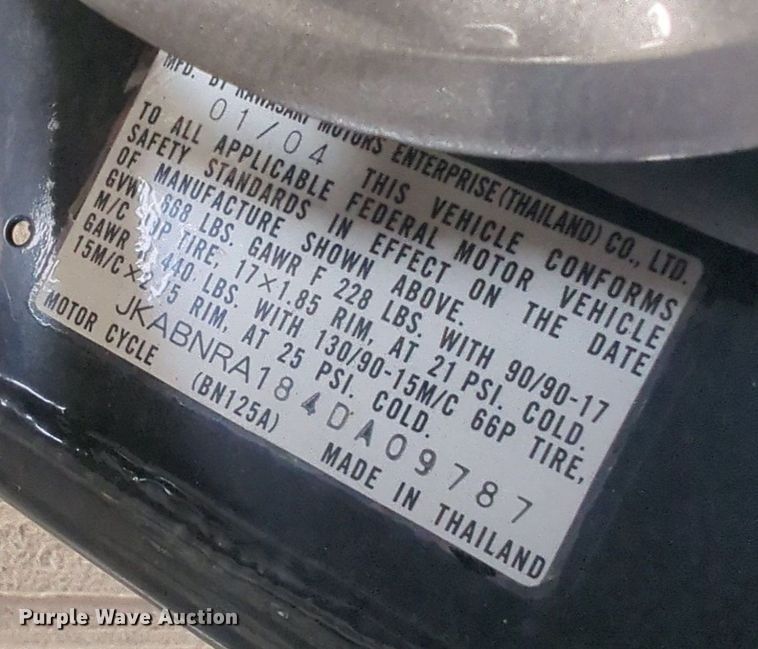 MFD. BY KAWASAKI MOTORS ENTERPRISE (THAILAND) CO., LTD.
01/04 THIS VEHICLE CONFORMS
TO ALL APPLICABLE FEDERAL MOTOR VEHICLE
SAFETY STANDARDS IN EFFECT ON THE DATE
OF MANUFACTURE SHOWN ABOVE.
GVWR 668 LBS. GAWR F 228 LBS. WITH 90/90-17
M/C TIRE, 17×1.85 RIM, AT 21 PSI. COLD.
GAWR 440 LBS. WITH 130/90-15M/C 66P TIRE,
RIM, AT 25 PSI. COLD.
JKABNRA184DA09787
MOTOR CYCLE (BN125A) MADE IN THAILAND
Purple Wave Auction